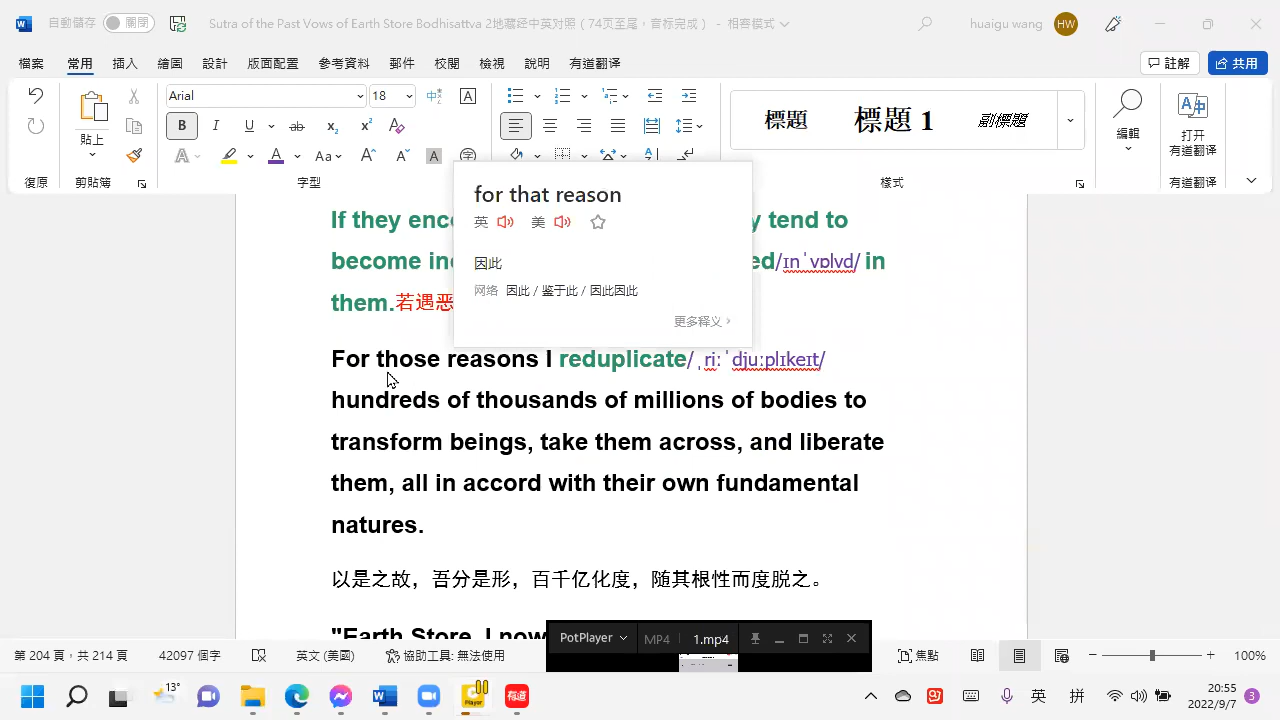 自動儲存 關閉 Sutra of the Past Vows of Earth Store Bodhisattva 2地藏经中英对照（74页至尾，音标完成） - 相容模式 huaigu wang HW
檔案 常用 插入 繪圖 設計 版面配置 參考資料 郵件 校閱 檢視 說明 有道翻译 註解 共用
Arial 18
標題 標題 1 副標題
貼上
編輯
打开
有道翻译
復原 剪貼簿 字型 樣式 有道翻译
for that reason
英 美
因此
网络 因此 / 鉴于此 / 因此因此
更多释义
If they enc y tend to
become in ed/ɪnˈvɒlvd/ in
them.若遇恶
For those reasons I reduplicate/ˌriːˈdjuːplɪkeɪt/
hundreds of thousands of millions of bodies to
transform beings, take them across, and liberate
them, all in accord with their own fundamental
natures.
以是之故，吾分是形，百千亿化度，随其根性而度脱之。
"Earth Store, I now
PotPlayer MP4 1.mp4
第 202 頁，共 214 頁 42097 個字 英文 (美國) 協助工具: 無法使用 焦點 100%
13° 英 拼 20:55
2022/9/7 3